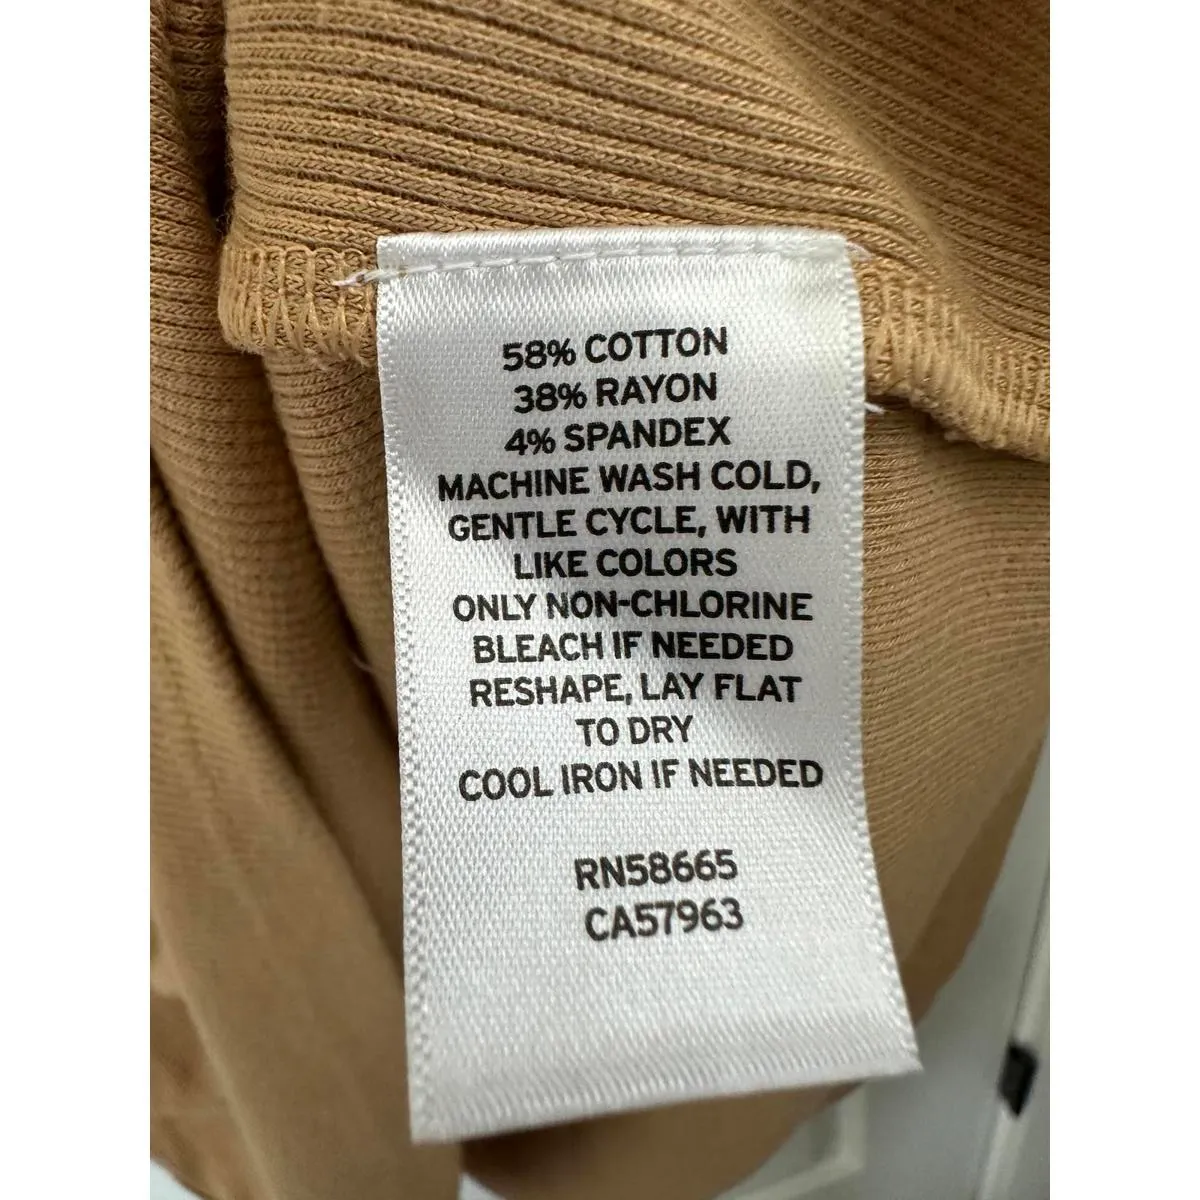 58% COTTON
38% RAYON
4% SPANDEX
MACHINE WASH COLD,
GENTLE CYCLE, WITH
LIKE COLORS
ONLY NON-CHLORINE
BLEACH IF NEEDED
RESHAPE, LAY FLAT
TO DRY
COOL IRON IF NEEDED
RN58665
CA57963